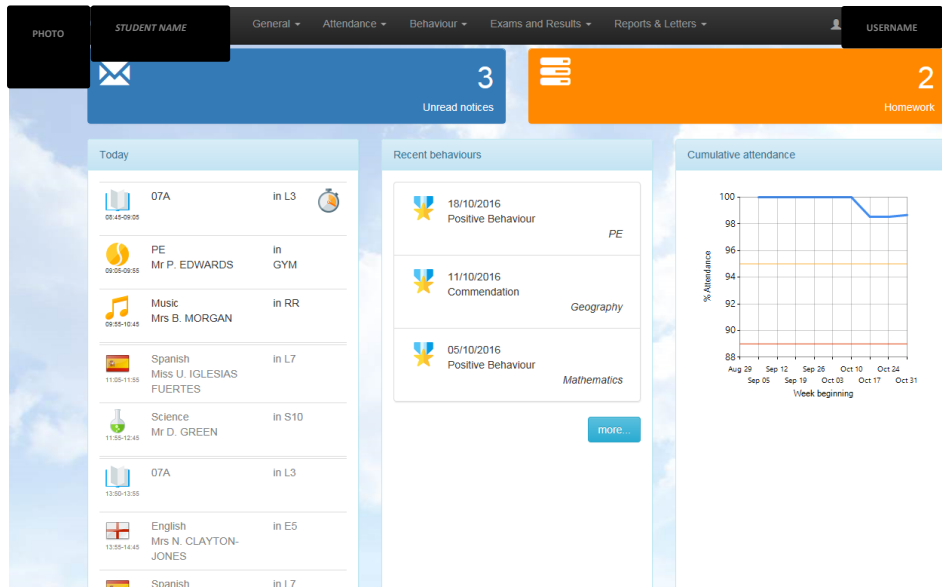 PHOTO
STUDENT NAME
General
Attendance
Behaviour
Exams and Results
Reports & Letters
USERNAME
3
Unread notices
2
Homework
Today
07A in L3
08:45-09:05
PE in
Mr P. EDWARDS GYM
09:05-09:55
Music in RR
Mrs B. MORGAN
09:55-10:45
Spanish in L7
Miss U. IGLESIAS
FUERTES
11:05-11:55
Science in S10
Mr D. GREEN
11:55-12:45
07A in L3
13:50-13:55
English in E5
Mrs N. CLAYTON-
JONES
13:55-14:45
Spanish in L7
Recent behaviours
18/10/2016
Positive Behaviour
PE
11/10/2016
Commendation
Geography
05/10/2016
Positive Behaviour
Mathematics
more...
Cumulative attendance
% Attendance
100
98
96
94
92
90
88
Aug 29 Sep 12 Sep 26 Oct 10 Oct 24
Sep 05 Sep 19 Oct 03 Oct 17 Oct 31
Week beginning